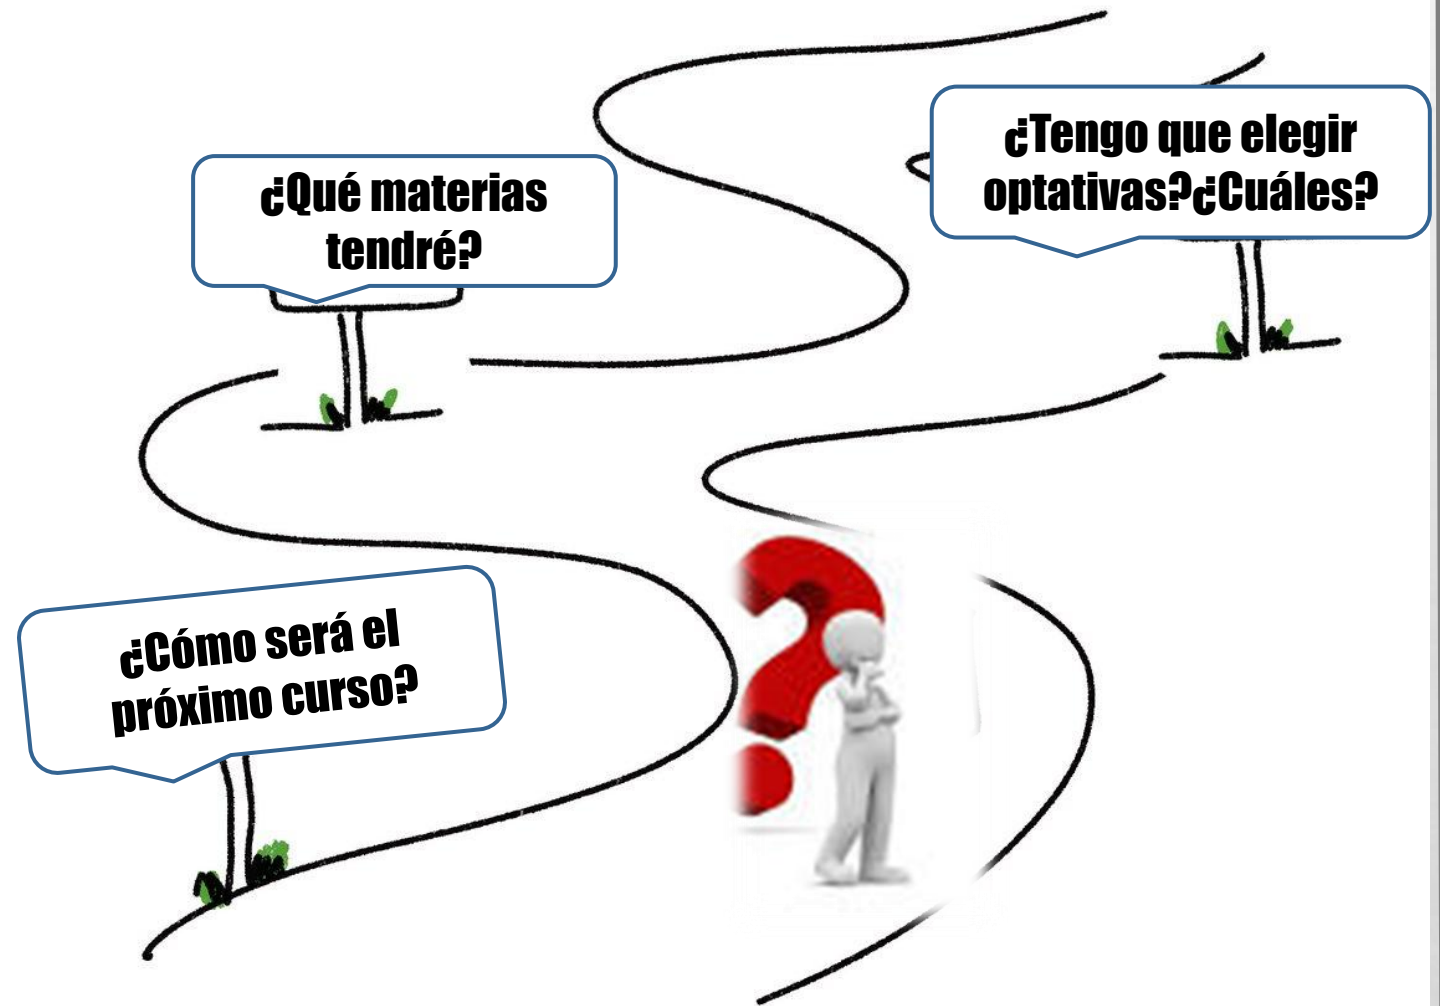 ¿Tengo que elegir
optativas?¿Cuáles?
¿Qué materias
tendré?
¿Cómo será el
próximo curso?